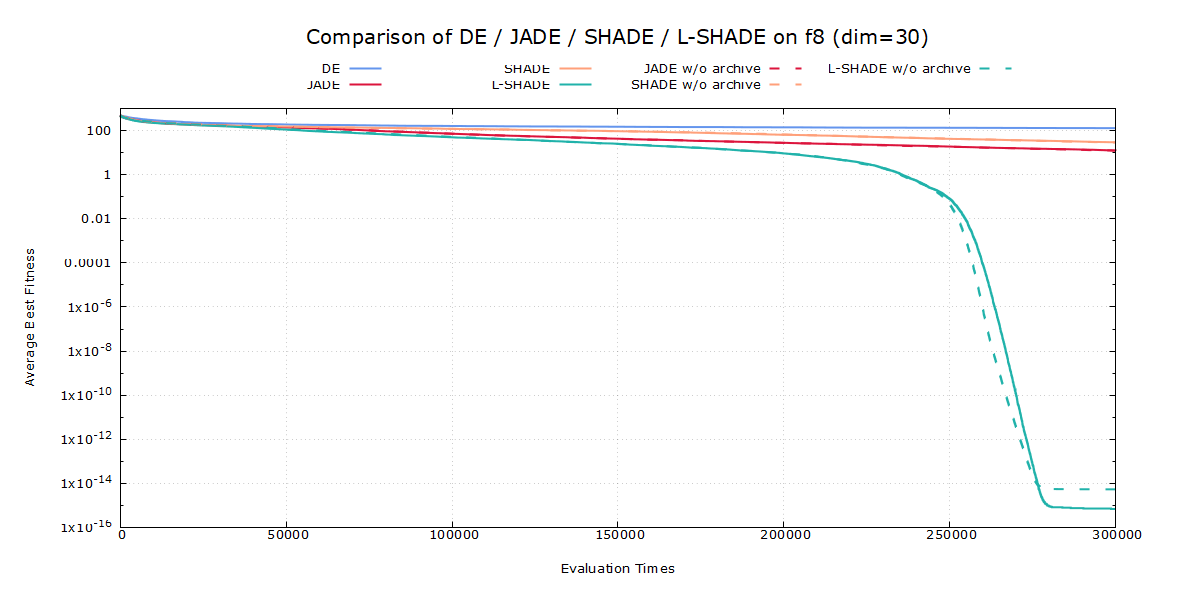 Comparison of DE / JADE / SHADE / L-SHADE on f8 (dim=30)
DE SHADE JADE w/o archive L-SHADE w/o archive
JADE L-SHADE SHADE w/o archive
100
1
0.01
0.0001
1x10^-6
1x10^-8
1x10^-10
1x10^-12
1x10^-14
1x10^-16
Average Best Fitness
0 50000 100000 150000 200000 250000 300000
Evaluation Times